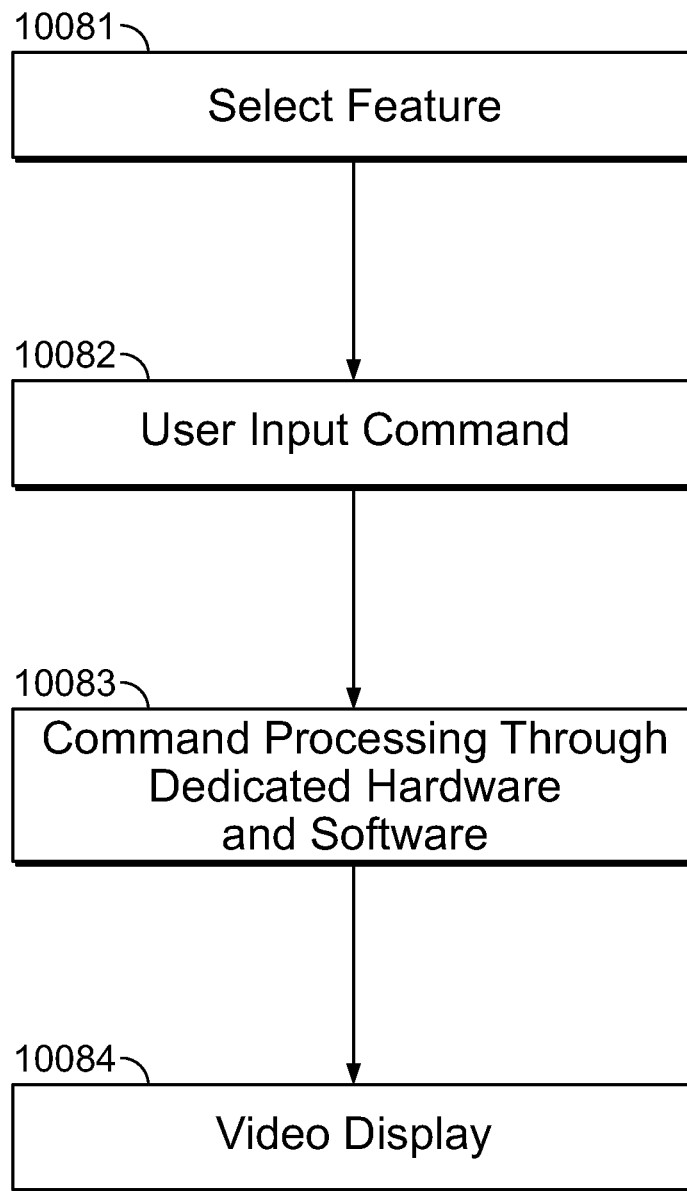 10081
Select Feature
10082
User Input Command
10083
Command Processing Through
Dedicated Hardware
and Software
10084
Video Display